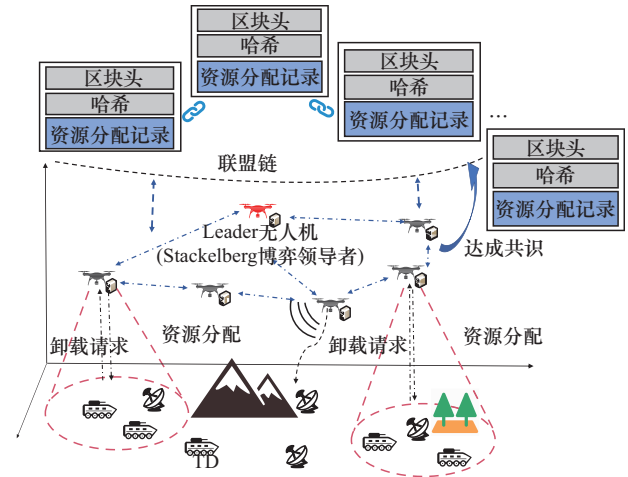 区块头
哈希
资源分配记录
区块头
哈希
资源分配记录
区块头
哈希
资源分配记录
...
区块头
哈希
资源分配记录
联盟链
Leader无人机
(Stackelberg博弈领导者)
达成共识
卸载请求
资源分配
卸载请求
资源分配
TD